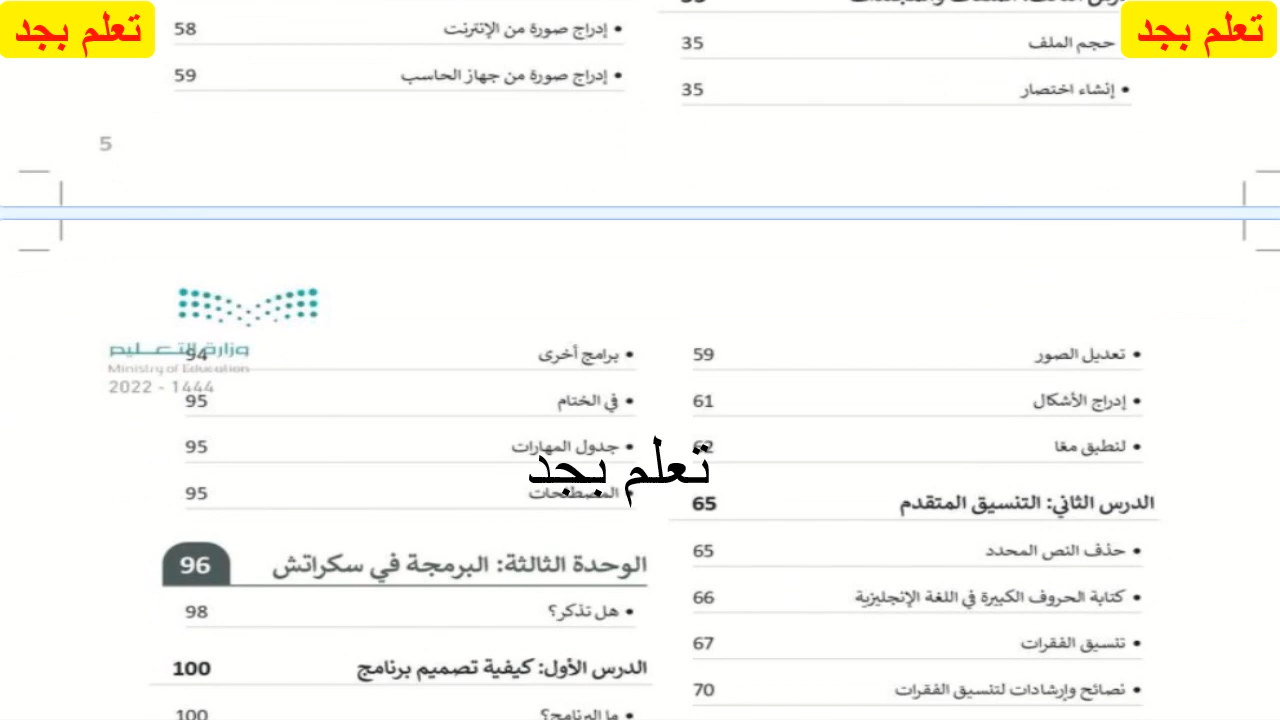 تعلم بجد
تعلم بجد
حجم الملف 35
• إنشاء اختصار 35
• إدراج صورة من الإنترنت 58
• إدراج صورة من جهاز الحاسب 59
5
وزارة التعليم
Ministry of Education
2022 - 1444
• تعديل الصور 59
• إدراج الأشكال 61
• لنطبق معًا 62
الدرس الثاني: التنسيق المتقدم 65
• حذف النص المحدد 65
• كتابة الحروف الكبيرة في اللغة الإنجليزية 66
• تنسيق الفقرات 67
• نصائح وإرشادات لتنسيق الفقرات 70
• برامج أخرى 94
• في الختام 95
• جدول المهارات 95
• المصطلحات 95
تعلم بجد
الوحدة الثالثة: البرمجة في سكراتش 96
• هل تذكر؟ 98
الدرس الأول: كيفية تصميم برنامج 100
• ما البرنامج؟ 100